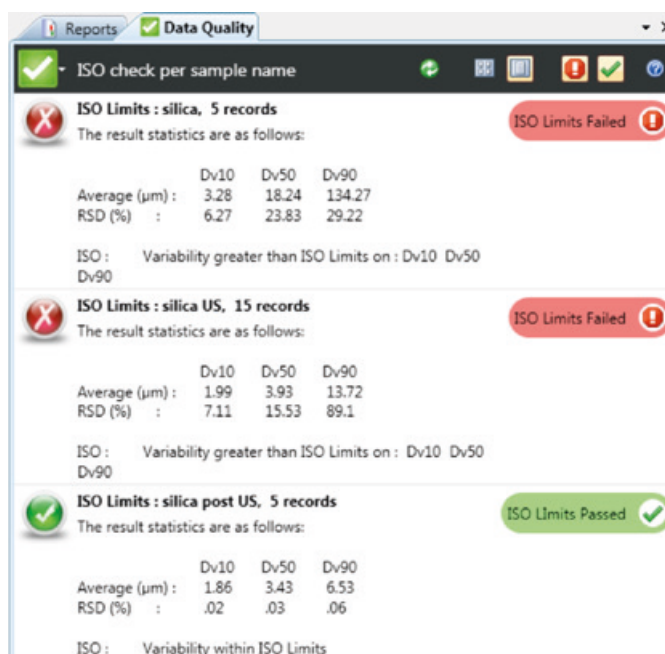 Reports Data Quality
ISO check per sample name
ISO Limits : silica, 5 records
ISO Limits Failed
The result statistics are as follows:
Dv10 Dv50 Dv90
Average (µm) : 3.28 18.24 134.27
RSD (%) : 6.27 23.83 29.22
ISO : Variability greater than ISO Limits on : Dv10 Dv50
Dv90
ISO Limits : silica US, 15 records
ISO Limits Failed
The result statistics are as follows:
Dv10 Dv50 Dv90
Average (µm) : 1.99 3.93 13.72
RSD (%) : 7.11 15.53 89.1
ISO : Variability greater than ISO Limits on : Dv10 Dv50
Dv90
ISO Limits : silica post US, 5 records
ISO LImits Passed
The result statistics are as follows:
Dv10 Dv50 Dv90
Average (µm) : 1.86 3.43 6.53
RSD (%) : .02 .03 .06
ISO : Variability within ISO Limits